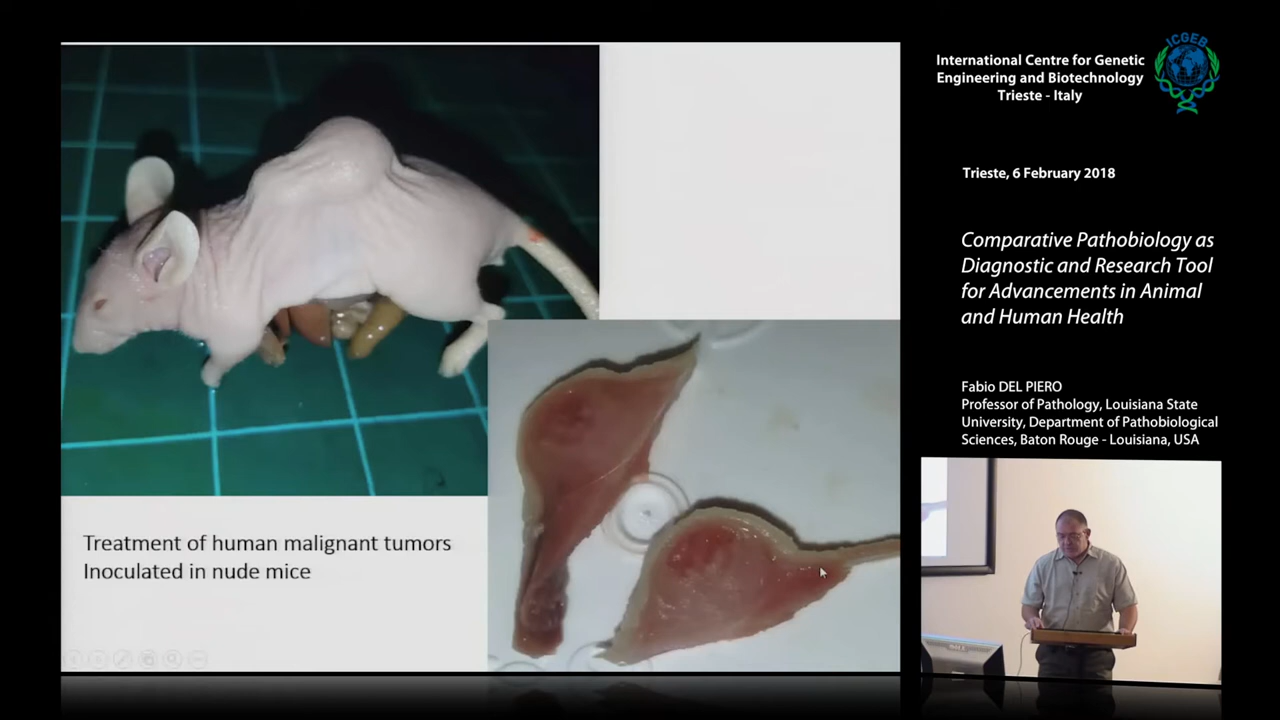 Treatment of human malignant tumors
Inoculated in nude mice
International Centre for Genetic
Engineering and Biotechnology
Trieste - Italy
ICGEB
Trieste, 6 February 2018
Comparative Pathobiology as
Diagnostic and Research Tool
for Advancements in Animal
and Human Health
Fabio DEL PIERO
Professor of Pathology, Louisiana State
University, Department of Pathobiological
Sciences, Baton Rouge - Louisiana, USA
DELL